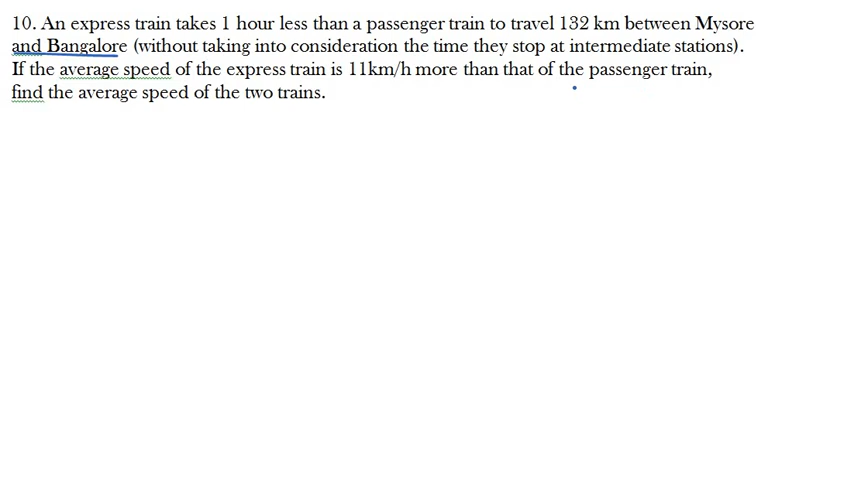 10. An express train takes 1 hour less than a passenger train to travel 132 km between Mysore
and Bangalore (without taking into consideration the time they stop at intermediate stations).
If the average speed of the express train is 11km/h more than that of the passenger train,
find the average speed of the two trains.